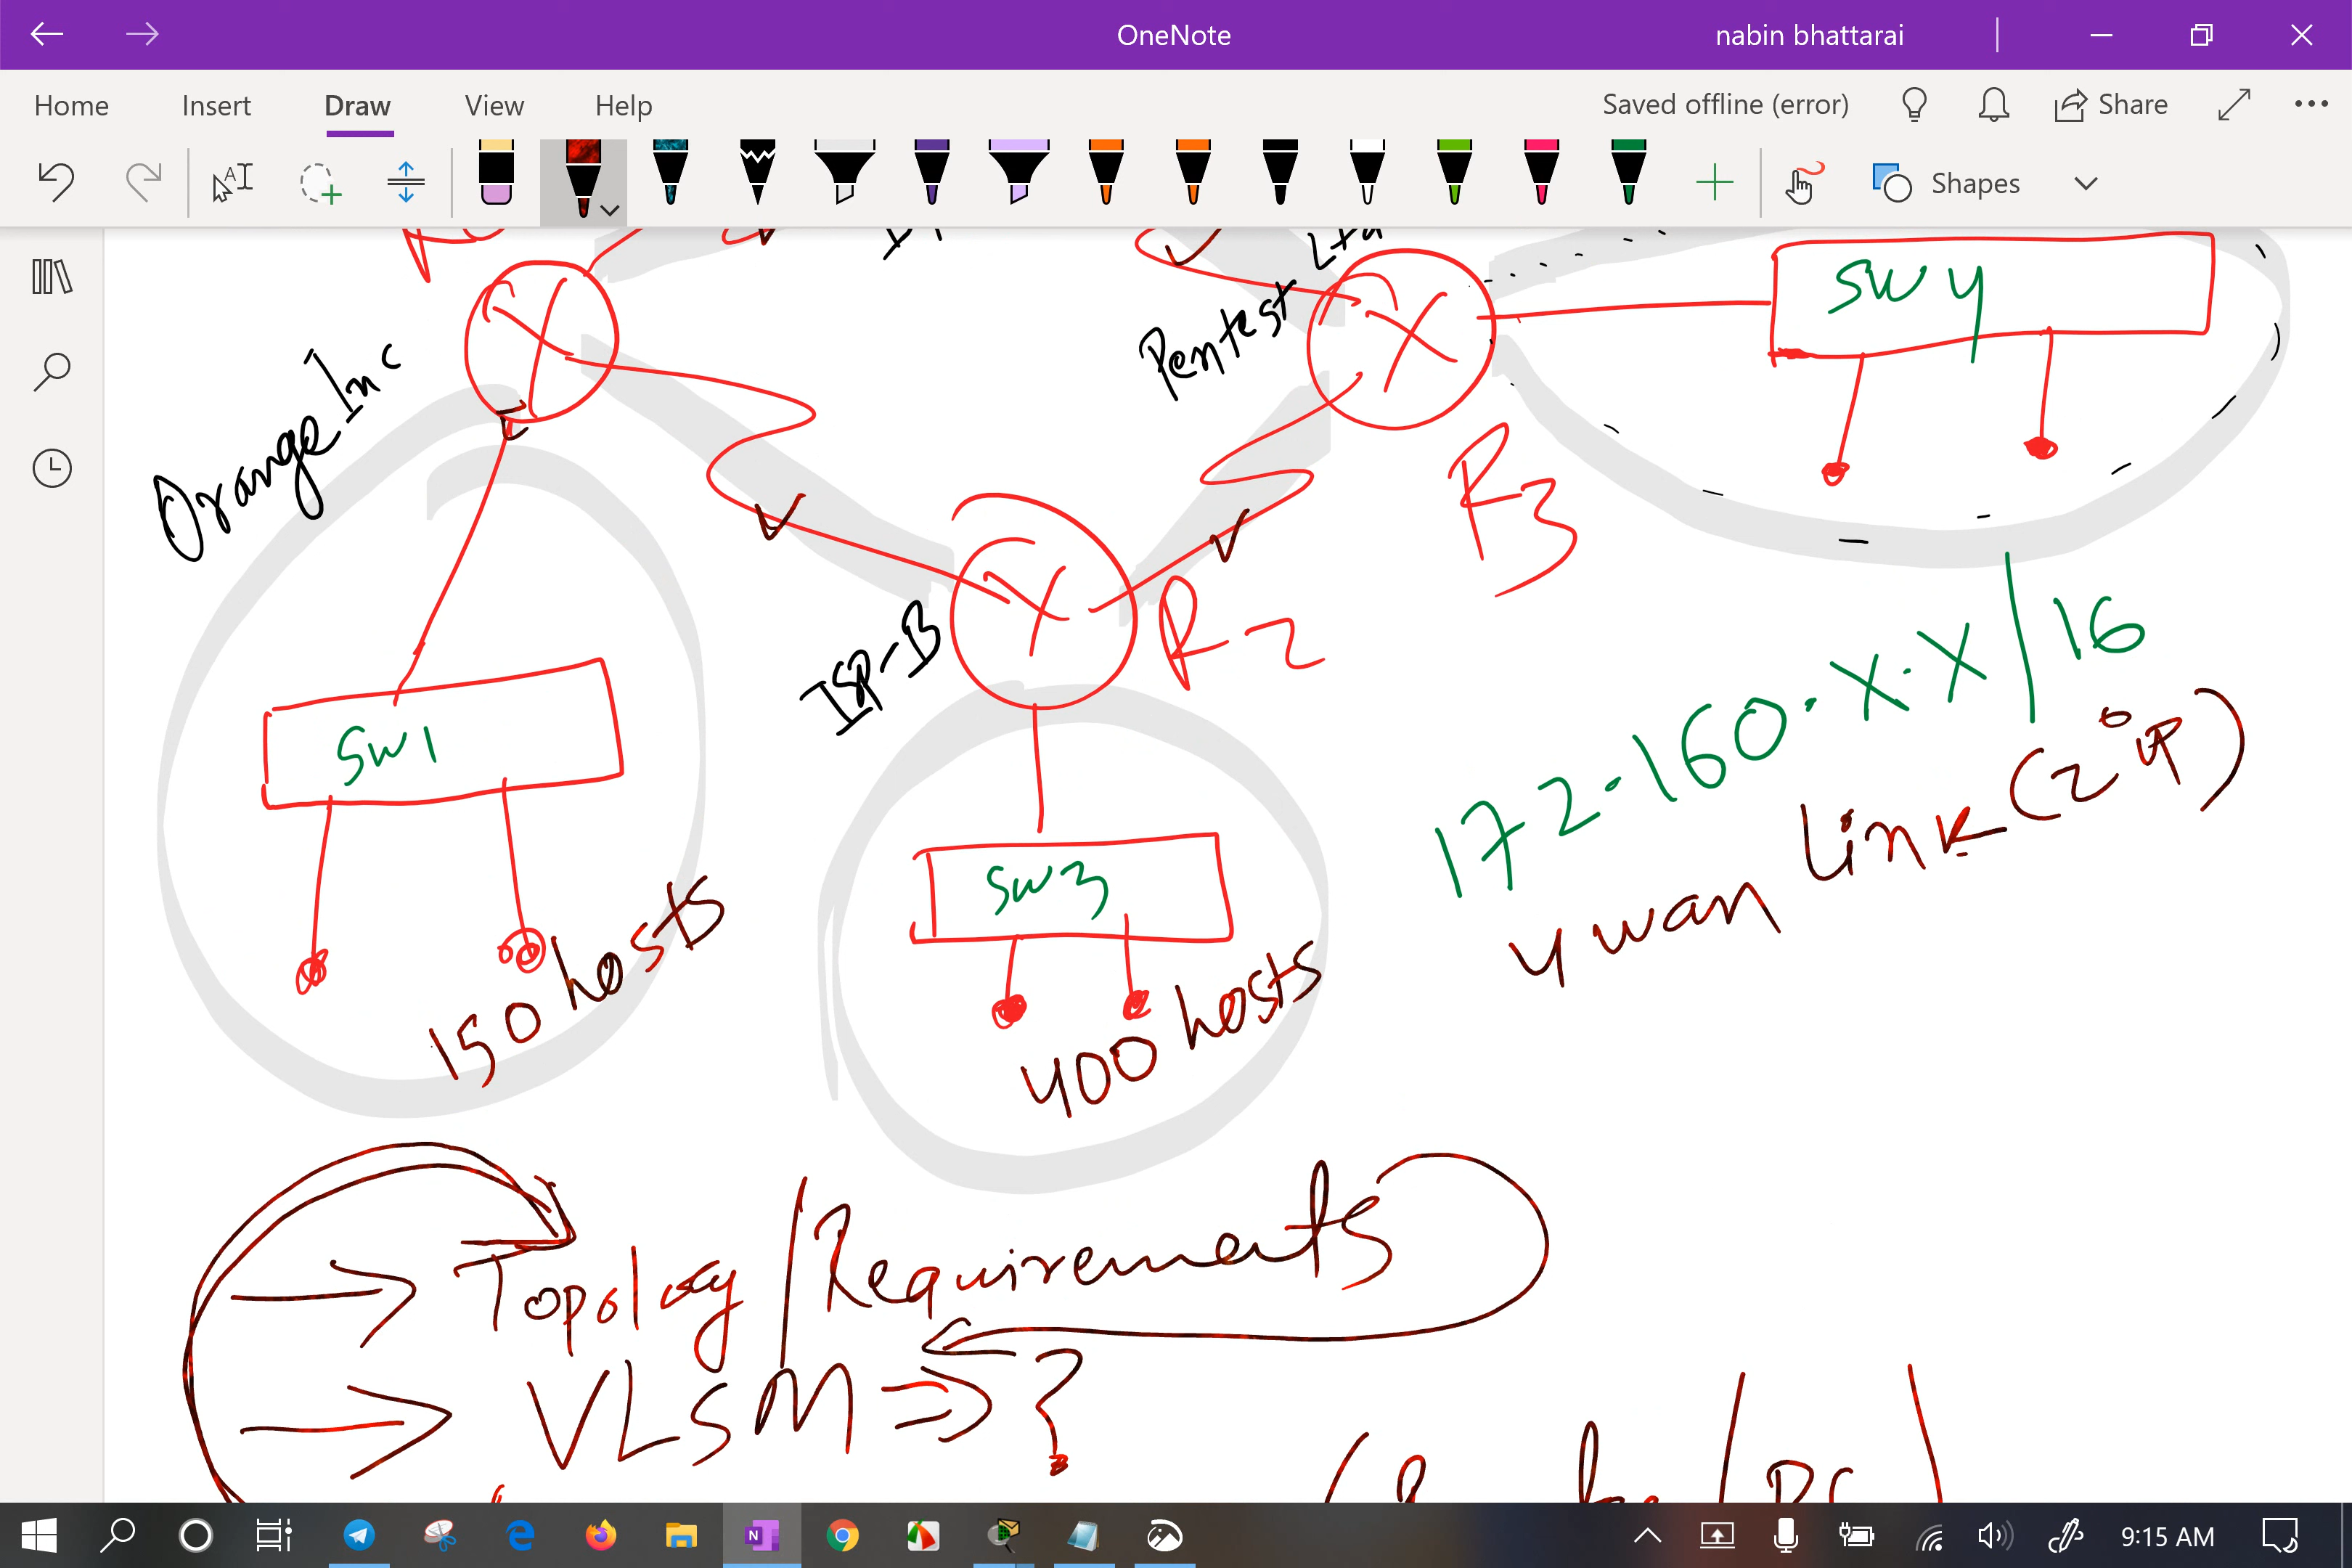 OneNote
nabin bhattarai
Home Insert Draw View Help
Saved offline (error)
Share
Shapes
Orange Inc
Pentest Ltd
SW 4
R3
ISP-B
R2
172.160.X.X/16
4 wan link (2 ip)
SW1
SW3
150 hosts
400 hosts
→ Topology/Requirements
→ VLSM ⇒ ?
9:15 AM